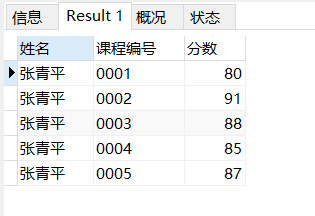 信息 Result 1 概况 状态
姓名 课程编号 分数
张青平 0001 80
张青平 0002 91
张青平 0003 88
张青平 0004 85
张青平 0005 87